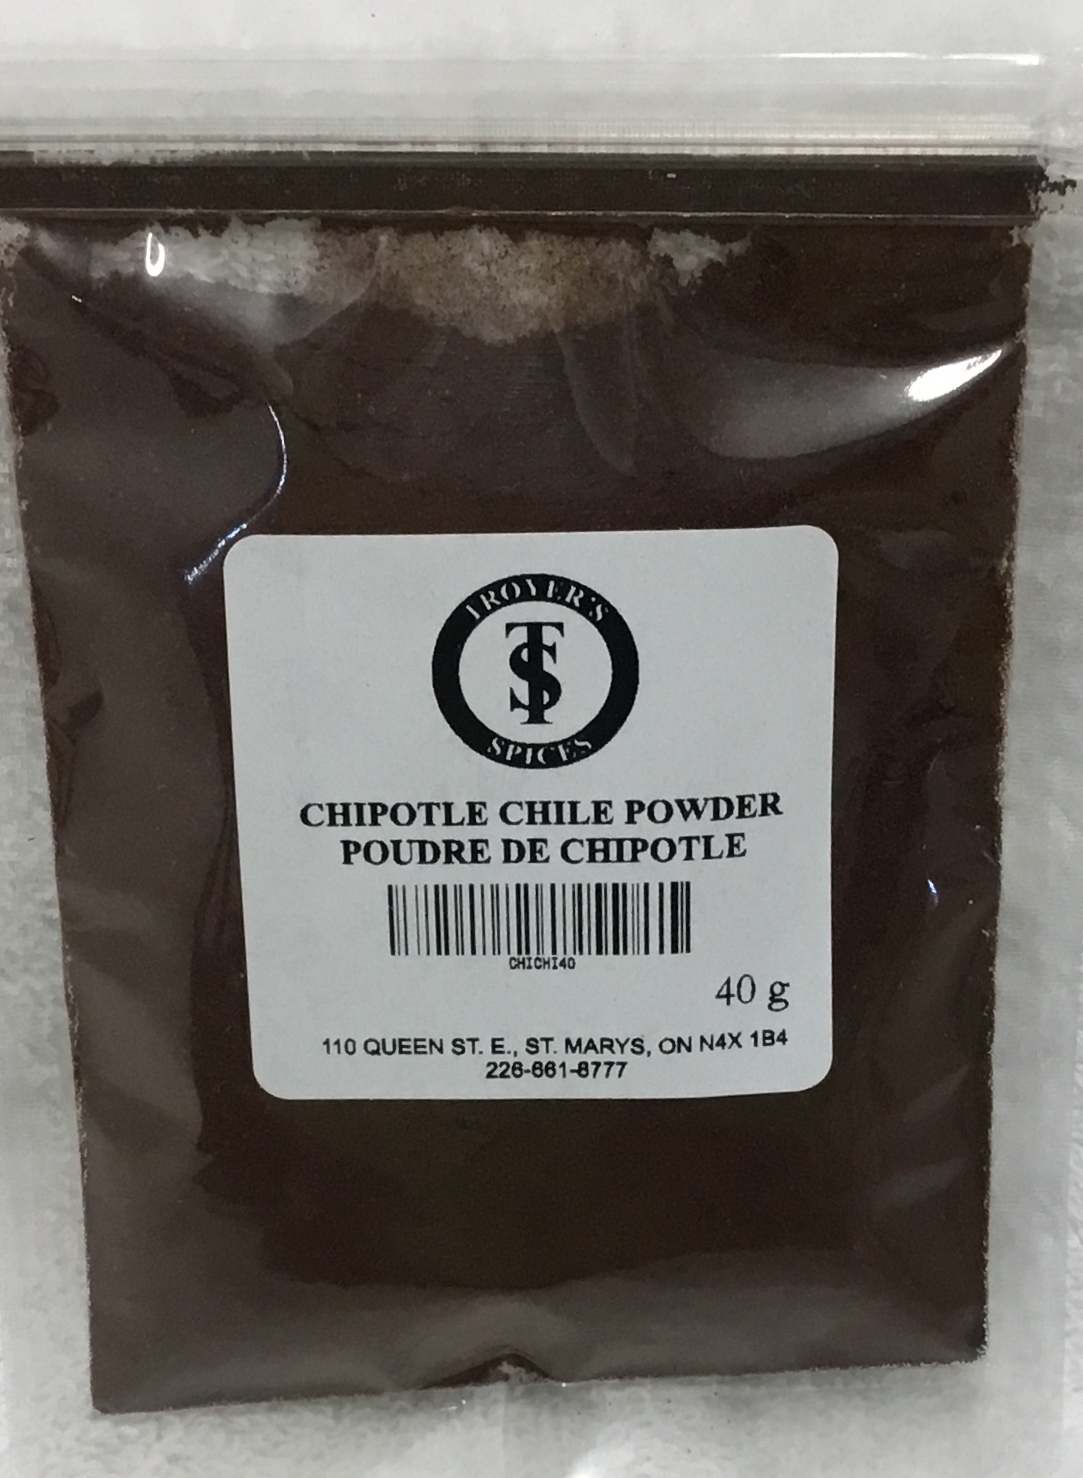 TROYER'S
TS
SPICES
CHIPOTLE CHILE POWDER
POUDRE DE CHIPOTLE
CHICHI40
40 g
110 QUEEN ST. E., ST. MARYS, ON N4X 1B4
226-661-8777